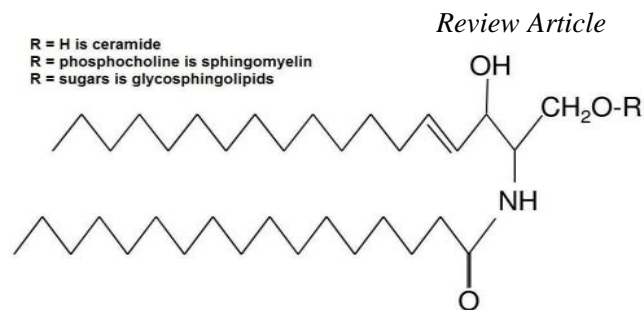 Review Article
R = H is ceramide
R = phosphocholine is sphingomyelin
R = sugars is glycosphingolipids
OH
CH₂O-R
NH
O